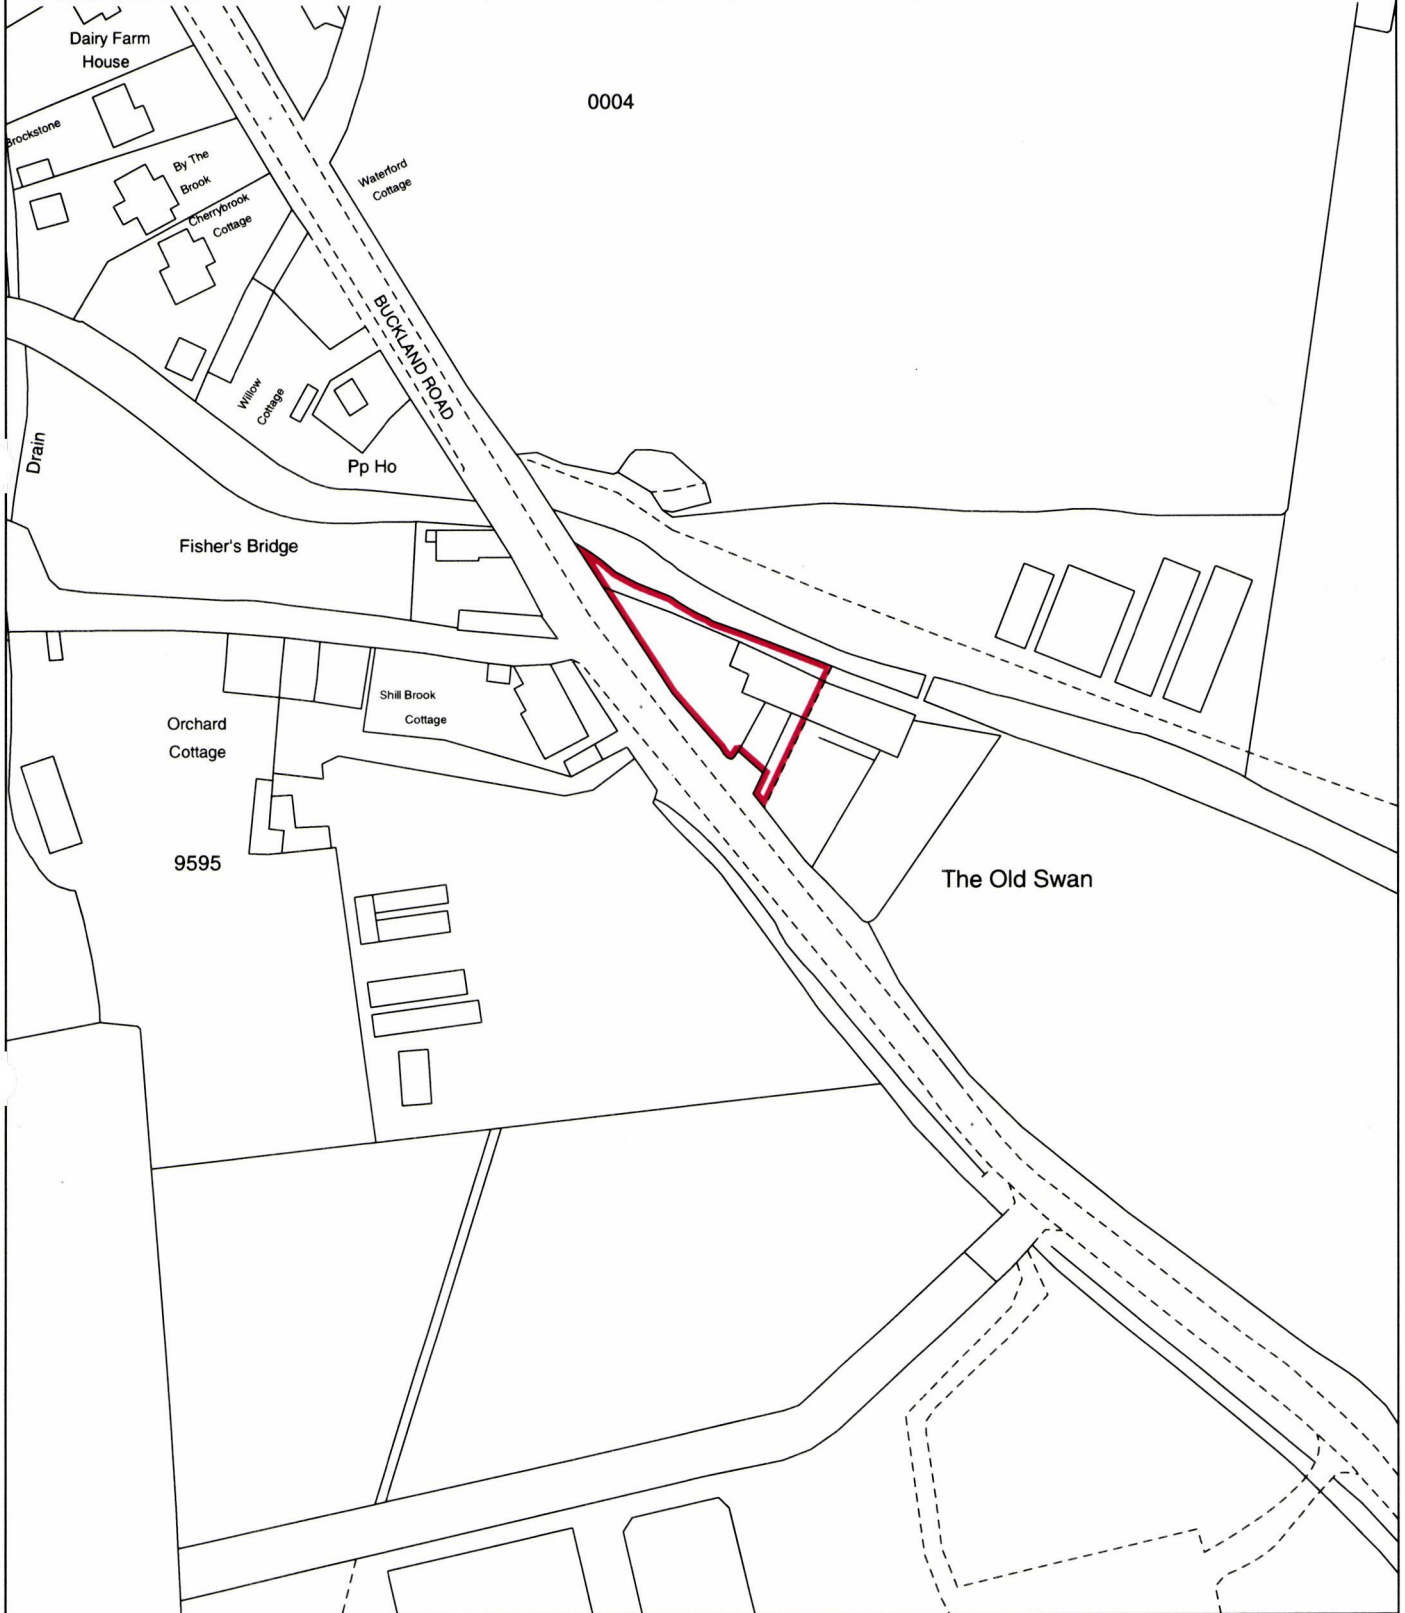 Dairy Farm
House
0004
Brockstone
By The
Brook
Waterford
Cottage
Cherrybrook
Cottage
BUCKLAND ROAD
Willow
Cottage
Drain
Pp Ho
Fisher's Bridge
Shill Brook
Cottage
Orchard
Cottage
9595
The Old Swan